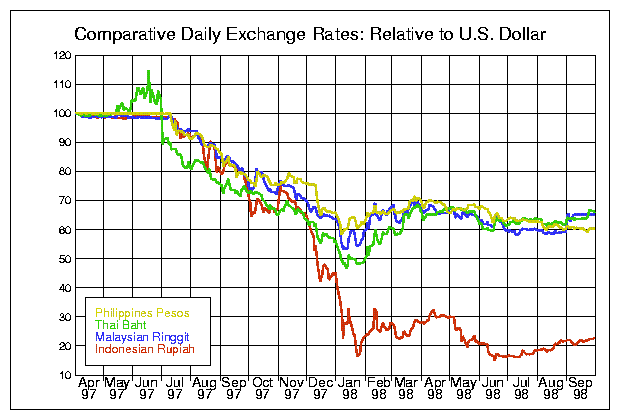 Comparative Daily Exchange Rates: Relative to U.S. Dollar
120
110
100
90
80
70
60
50
40
30
20
10
Philippines Pesos
Thai Baht
Malaysian Ringgit
Indonesian Rupiah
Apr May Jun Jul Aug Sep Oct Nov Dec Jan Feb Mar Apr May Jun Jul Aug Sep
97 97 97 97 97 97 97 97 97 98 98 98 98 98 98 98 98 98